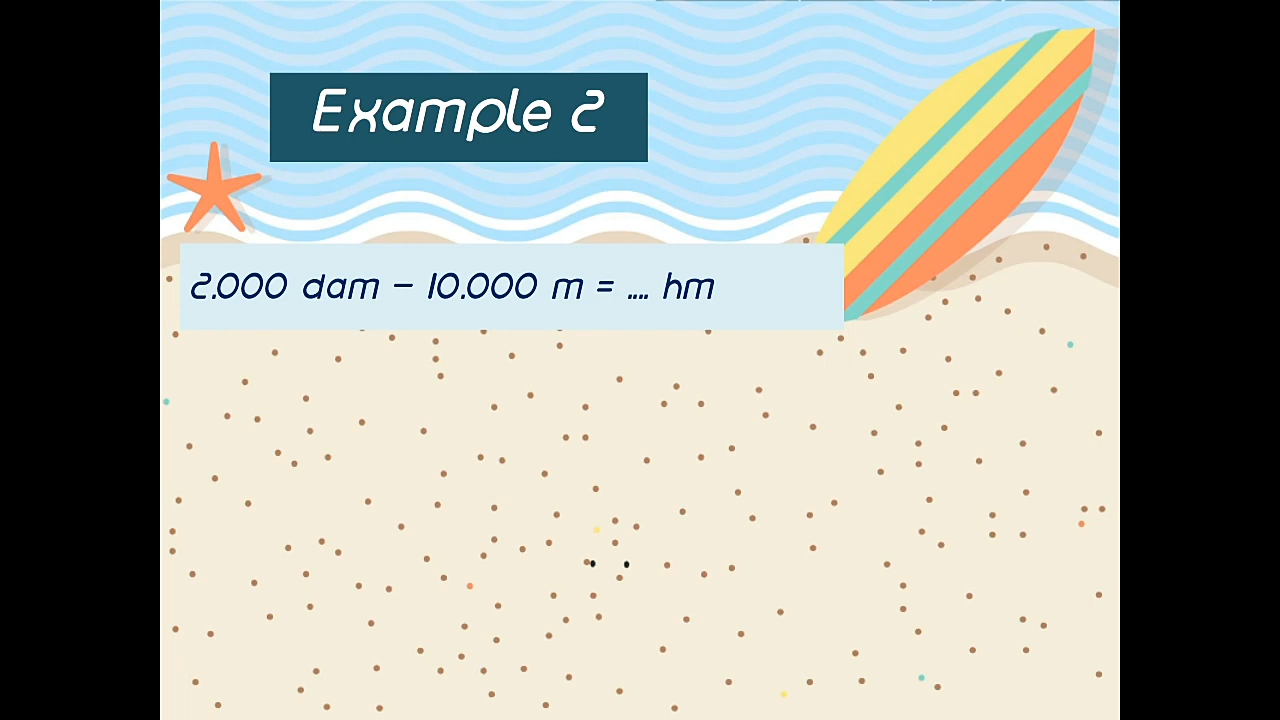 Example 2
2.000 dam – 10.000 m = .... hm